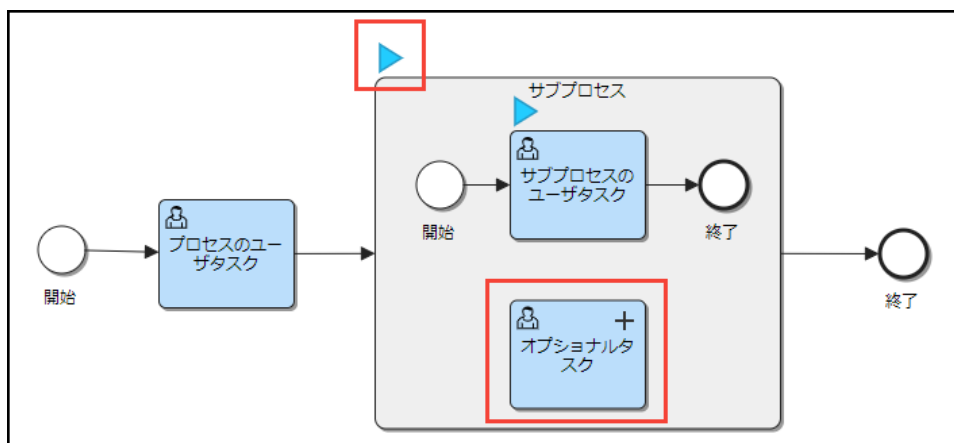 サブプロセス
サブプロセスの
ユーザタスク
開始
終了
プロセスのユー
ザタスク
開始
終了
オプショナルタ
スク